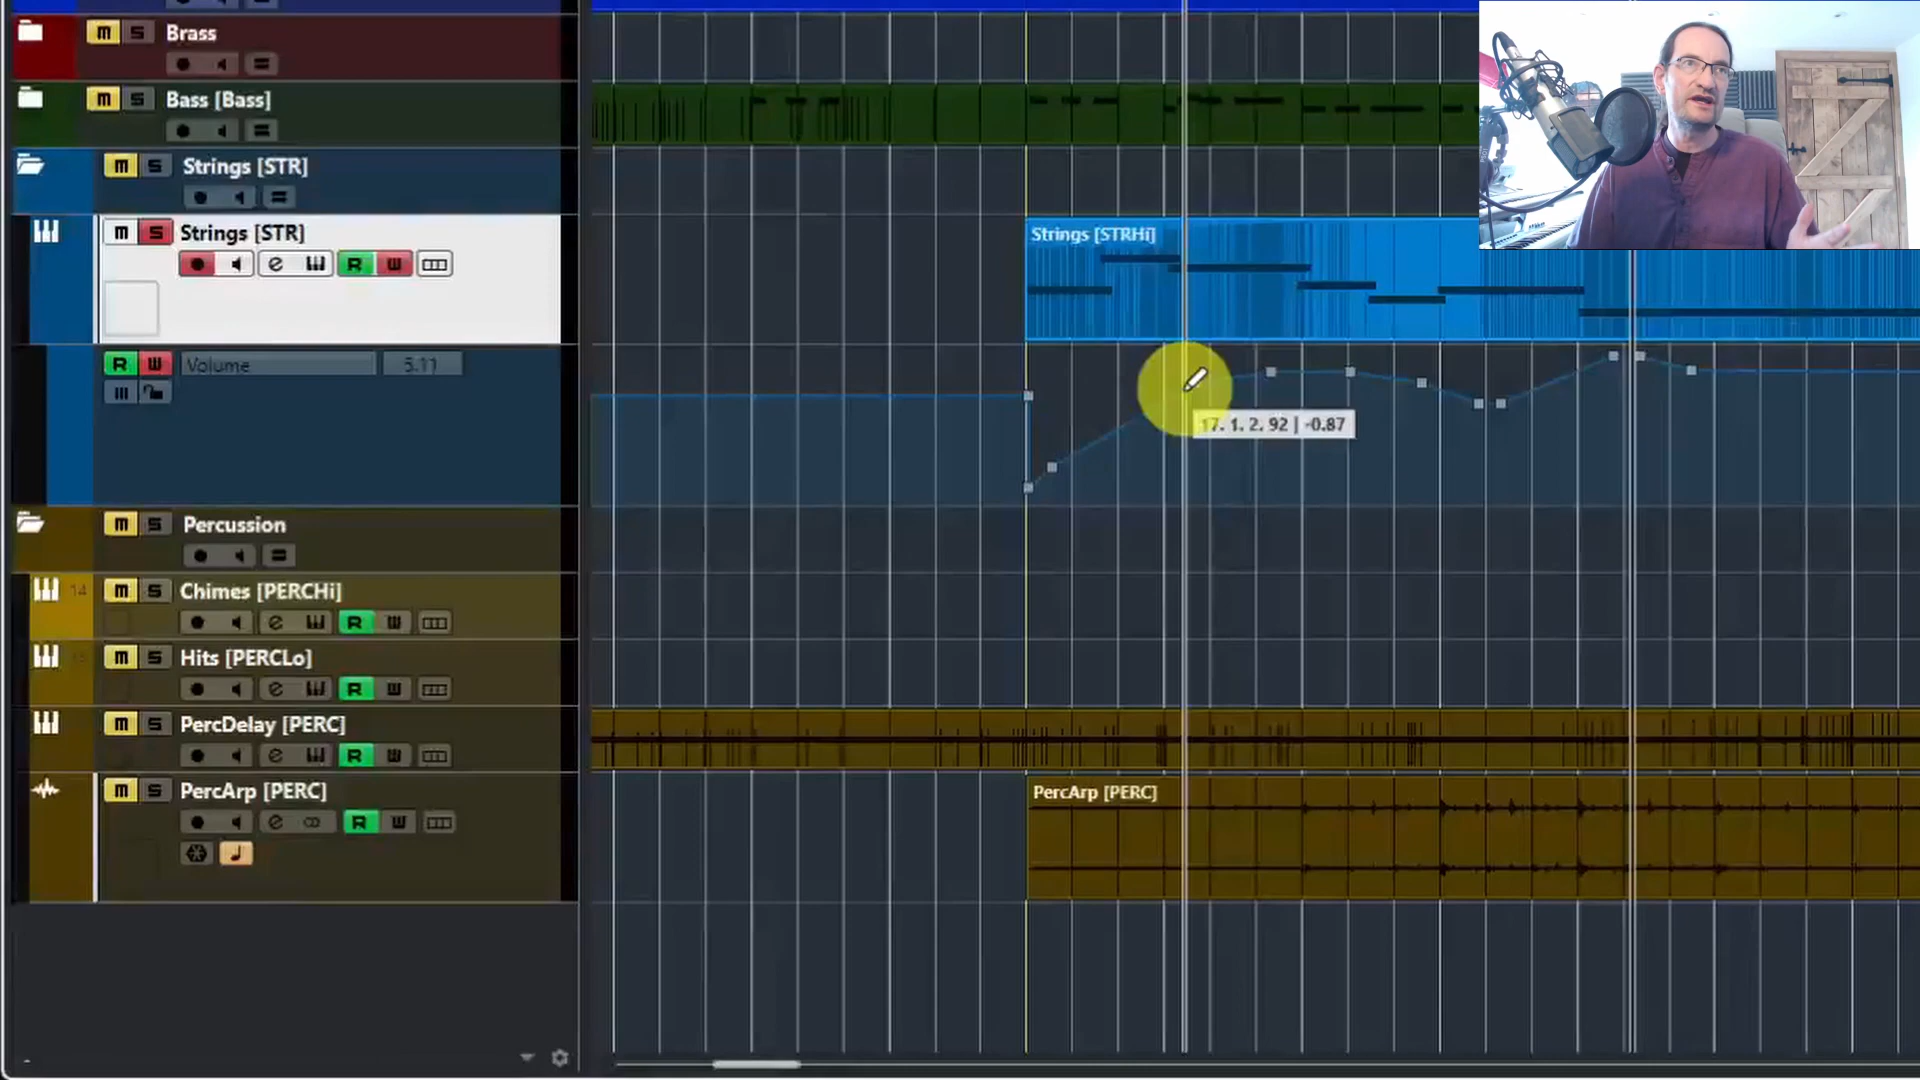 M S Brass
M S Bass [Bass]
M S Strings [STR]
M S Strings [STR]
R W
Strings [STRHi]
R W Volume 5.11
17. 1. 2. 92 | -0.87
M S Percussion
14 M S Chimes [PERCHi]
R W
M S Hits [PERCLo]
R W
M S PercDelay [PERC]
R W
M S PercArp [PERC]
R W
PercArp [PERC]